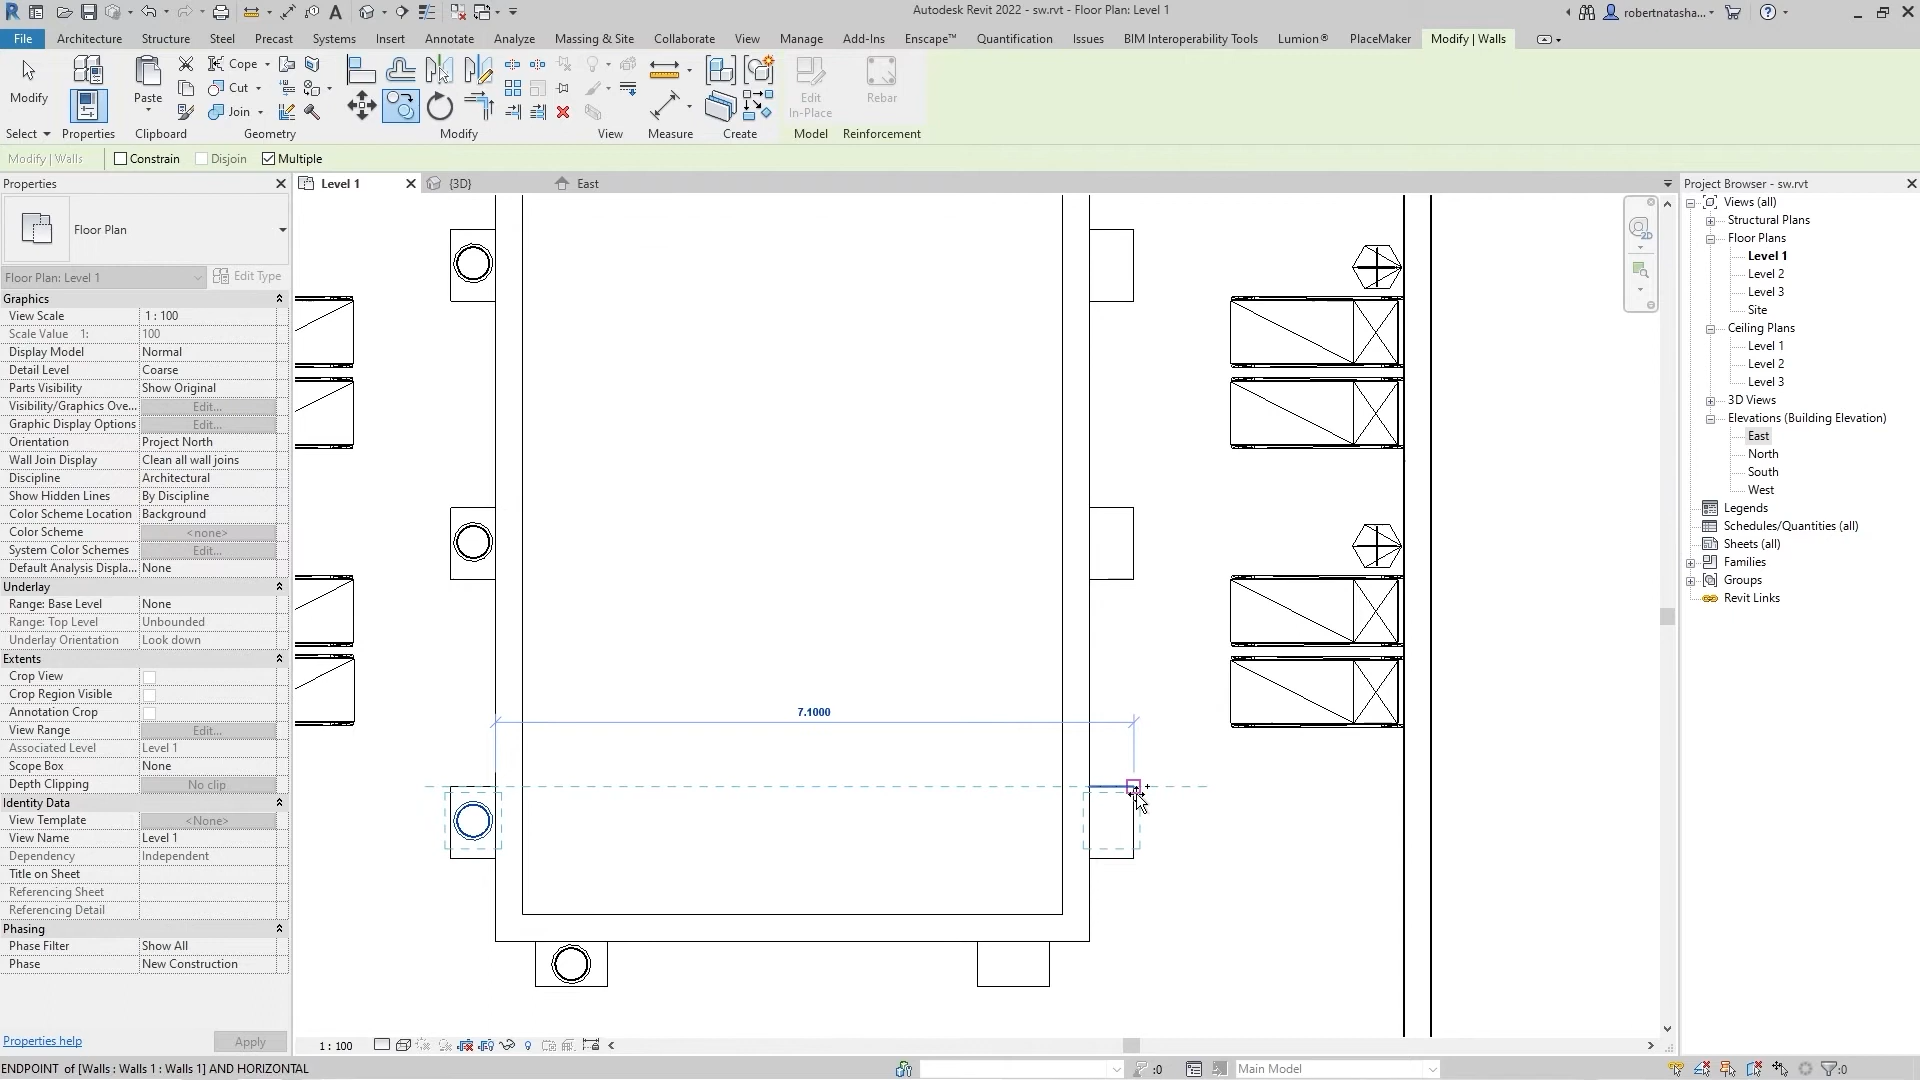 Autodesk Revit 2022 - sw.rvt - Floor Plan: Level 1
robertnatasha...
File Architecture Structure Steel Precast Systems Insert Annotate Analyze Massing & Site Collaborate View Manage Add-Ins Enscape™ Quantification Issues BIM Interoperability Tools Lumion® PlaceMaker Modify | Walls
Modify
Paste
Cope
Cut
Join
Edit
In-Place
Rebar
Select Properties Clipboard Geometry Modify View Measure Create Model Reinforcement
Modify | Walls Constrain Disjoin Multiple
Properties
Level 1 {3D} East
Project Browser - sw.rvt
Floor Plan
Floor Plan: Level 1 Edit Type
Graphics
View Scale 1 : 100
Scale Value 1: 100
Display Model Normal
Detail Level Coarse
Parts Visibility Show Original
Visibility/Graphics Ove... Edit...
Graphic Display Options Edit...
Orientation Project North
Wall Join Display Clean all wall joins
Discipline Architectural
Show Hidden Lines By Discipline
Color Scheme Location Background
Color Scheme <none>
System Color Schemes Edit...
Default Analysis Displa... None
Underlay
Range: Base Level None
Range: Top Level Unbounded
Underlay Orientation Look down
Extents
Crop View
Crop Region Visible
Annotation Crop
View Range Edit...
Associated Level Level 1
Scope Box None
Depth Clipping No clip
Identity Data
View Template <None>
View Name Level 1
Dependency Independent
Title on Sheet
Referencing Sheet
Referencing Detail
Phasing
Phase Filter Show All
Phase New Construction
Properties help Apply
7.1000
2D
Views (all)
Structural Plans
Floor Plans
Level 1
Level 2
Level 3
Site
Ceiling Plans
Level 1
Level 2
Level 3
3D Views
Elevations (Building Elevation)
East
North
South
West
Legends
Schedules/Quantities (all)
Sheets (all)
Families
Groups
Revit Links
1 : 100
ENDPOINT of [Walls : Walls 1 : Walls 1] AND HORIZONTAL
:0
Main Model
:0